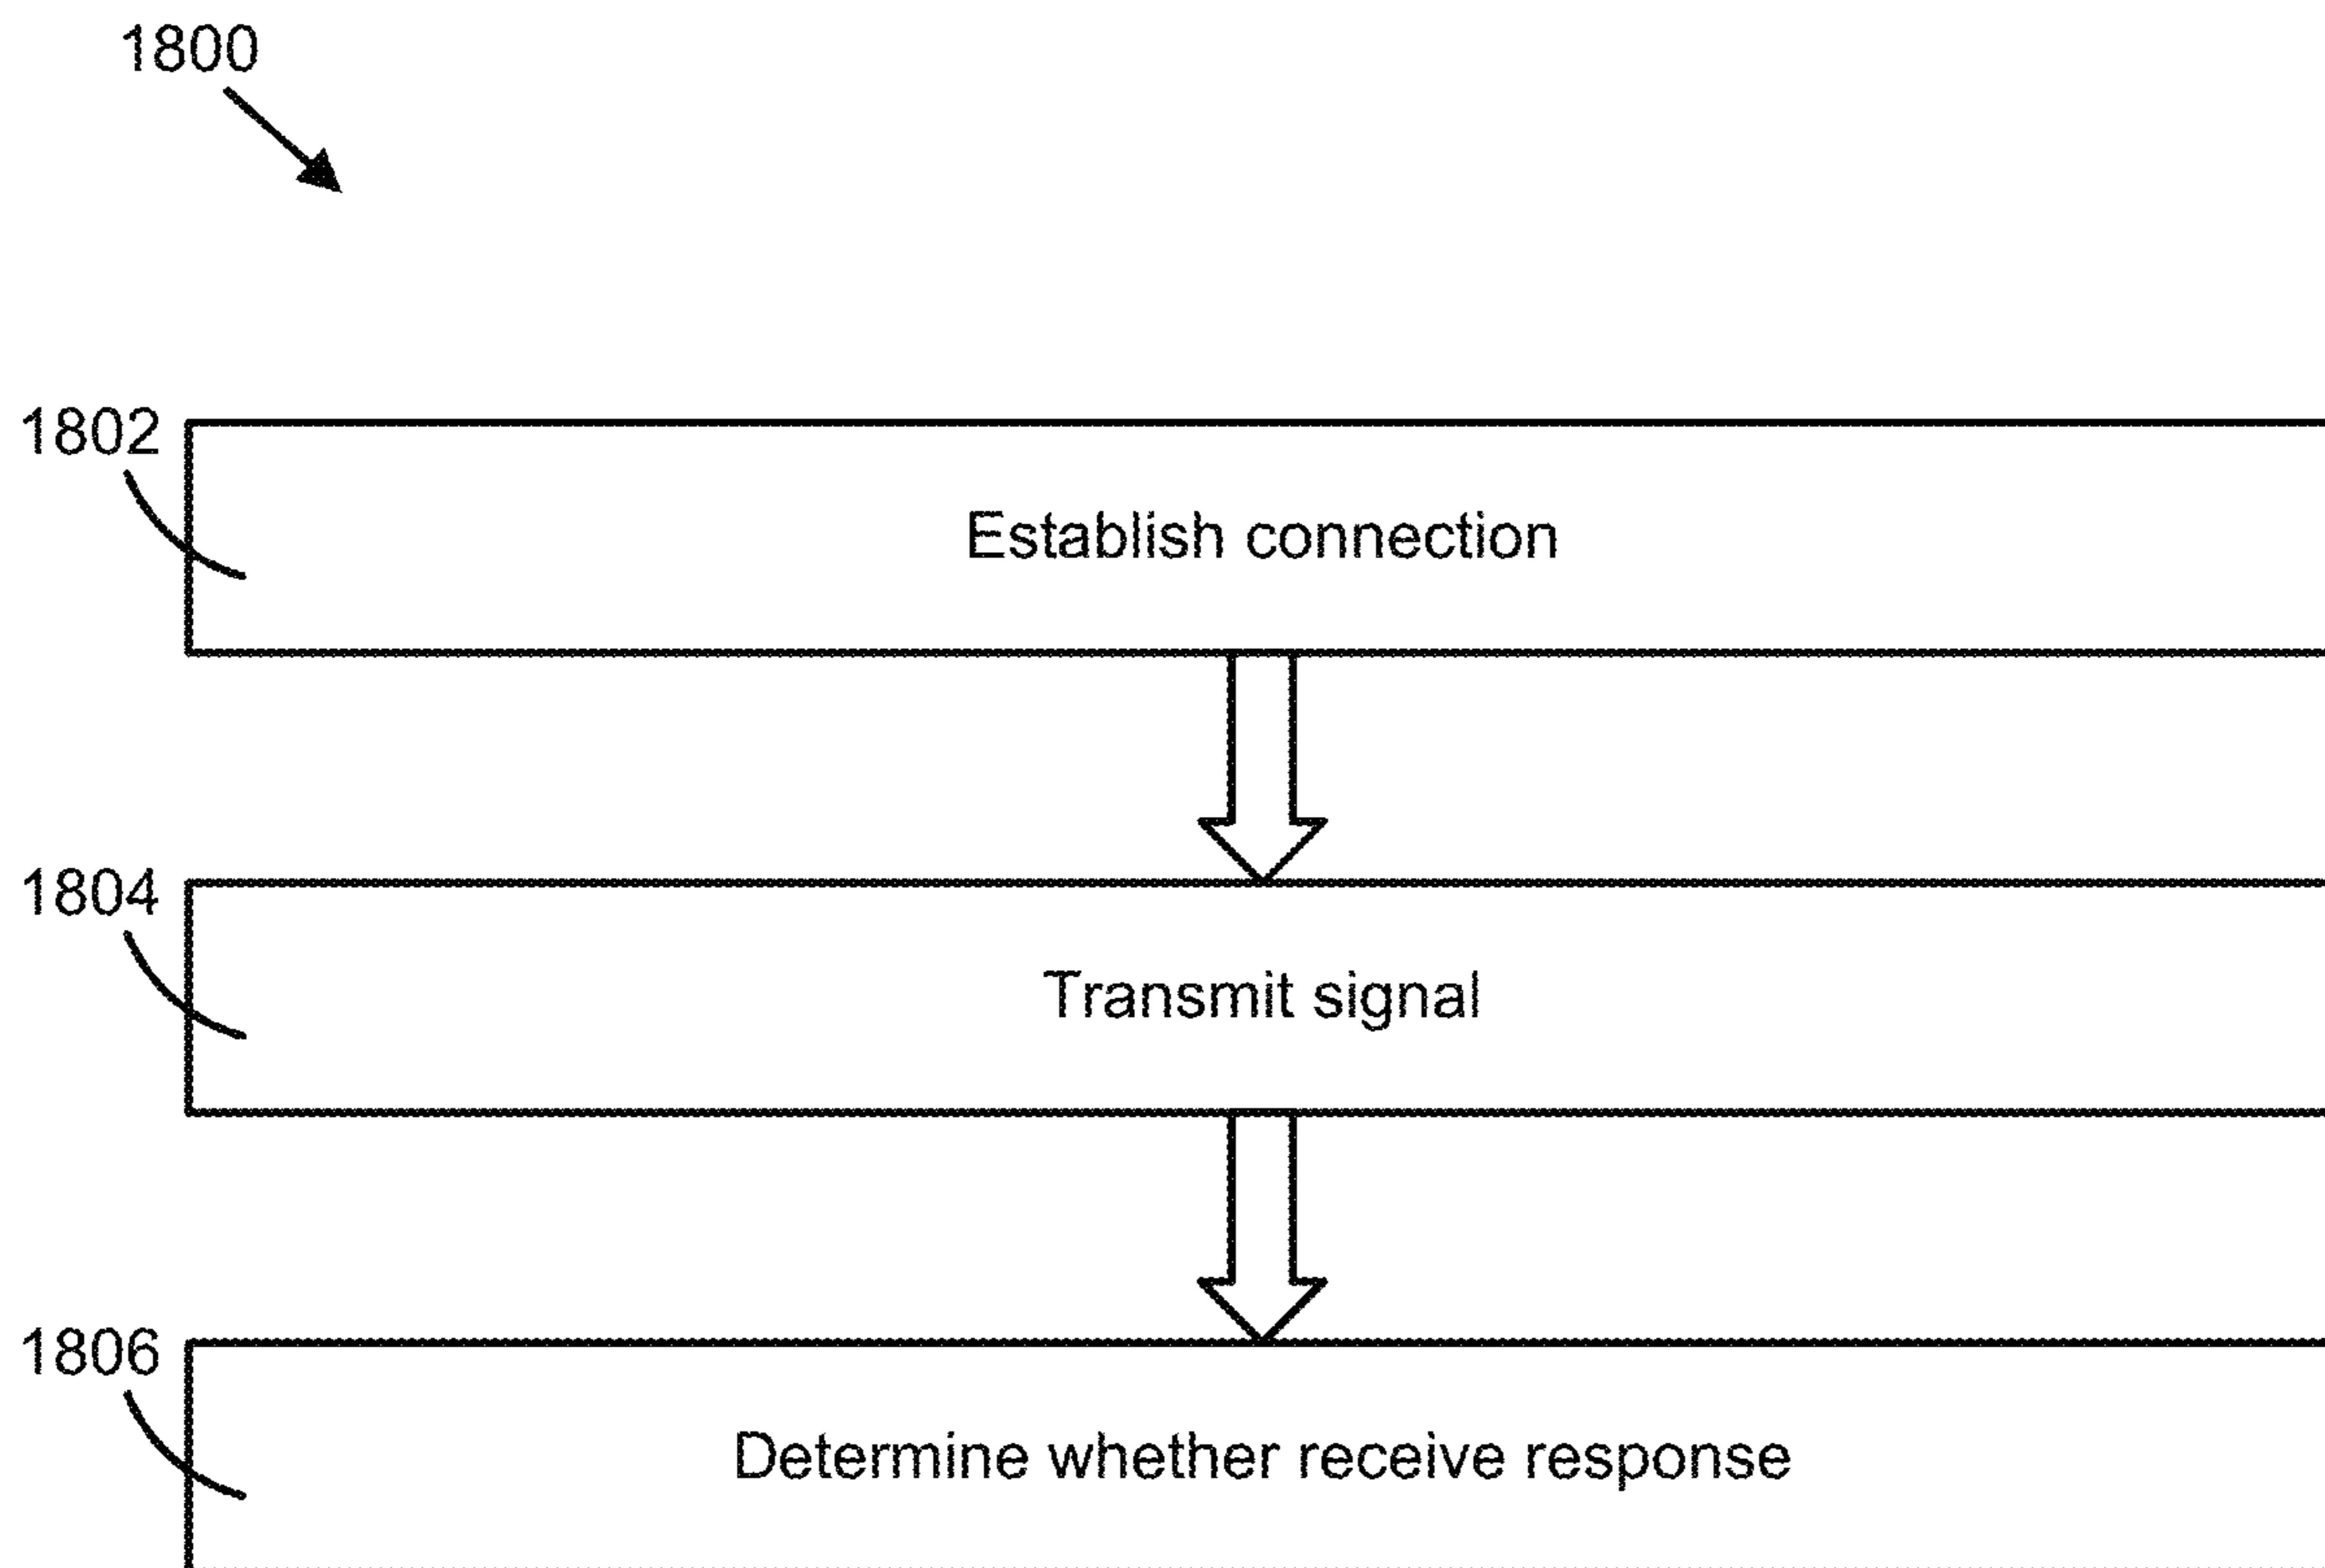 1800
1802
Establish connection
1804
Transmit signal
1806
Determine whether receive response